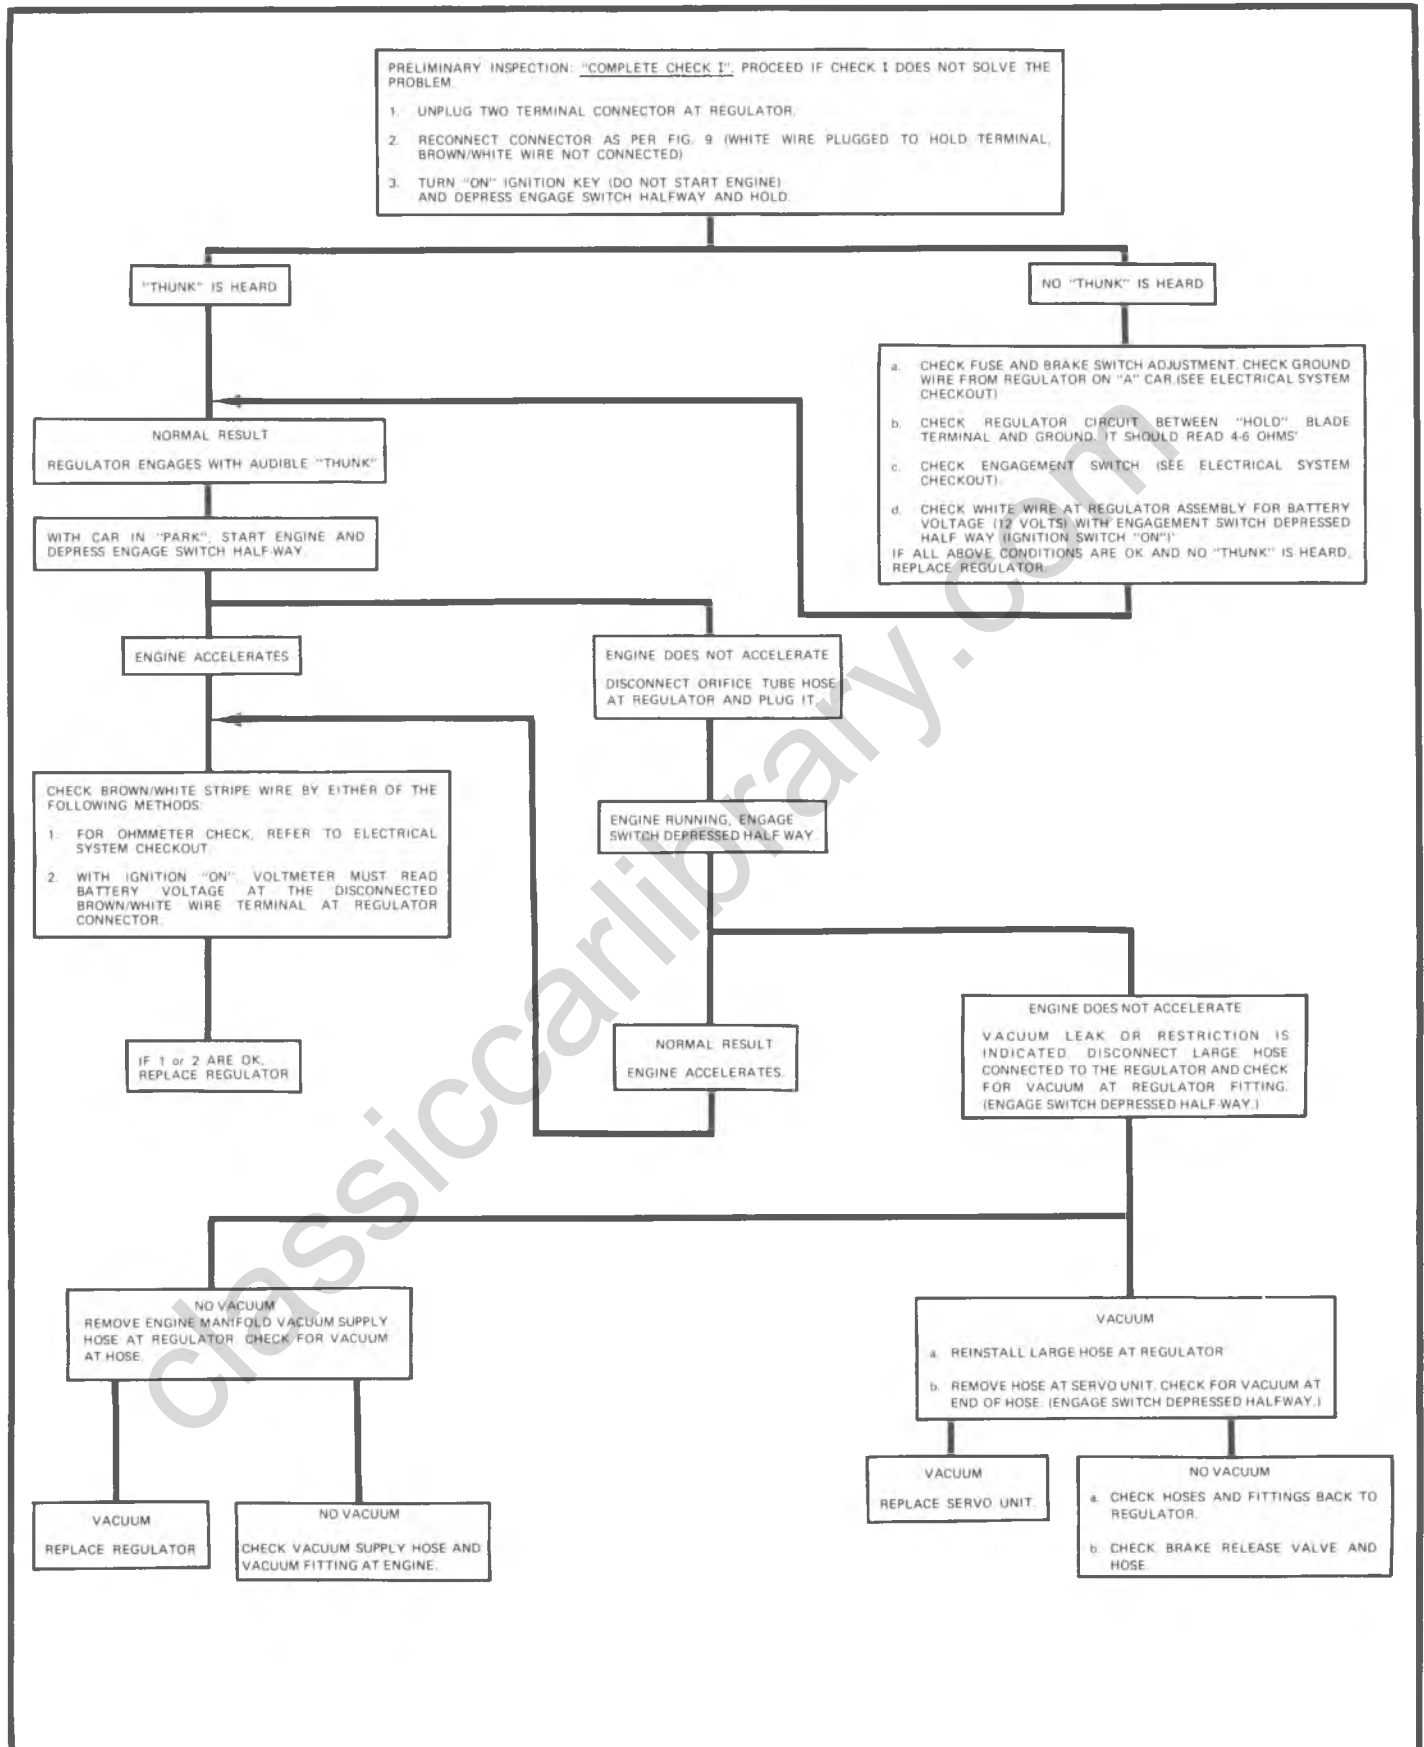 PRELIMINARY INSPECTION: "COMPLETE CHECK I". PROCEED IF CHECK I DOES NOT SOLVE THE
PROBLEM.
1. UNPLUG TWO TERMINAL CONNECTOR AT REGULATOR.
2. RECONNECT CONNECTOR AS PER FIG. 9 (WHITE WIRE PLUGGED TO HOLD TERMINAL,
BROWN/WHITE WIRE NOT CONNECTED)
3. TURN "ON" IGNITION KEY (DO NOT START ENGINE)
AND DEPRESS ENGAGE SWITCH HALFWAY AND HOLD.
"THUNK" IS HEARD
NO "THUNK" IS HEARD
a. CHECK FUSE AND BRAKE SWITCH ADJUSTMENT. CHECK GROUND
WIRE FROM REGULATOR ON "A" CAR.(SEE ELECTRICAL SYSTEM
CHECKOUT)
b. CHECK REGULATOR CIRCUIT BETWEEN "HOLD" BLADE
TERMINAL AND GROUND. IT SHOULD READ 4-6 OHMS'
c. CHECK ENGAGEMENT SWITCH (SEE ELECTRICAL SYSTEM
CHECKOUT).
d. CHECK WHITE WIRE AT REGULATOR ASSEMBLY FOR BATTERY
VOLTAGE (12 VOLTS) WITH ENGAGEMENT SWITCH DEPRESSED
HALF WAY (IGNITION SWITCH "ON")'
IF ALL ABOVE CONDITIONS ARE OK AND NO "THUNK" IS HEARD,
REPLACE REGULATOR.
NORMAL RESULT
REGULATOR ENGAGES WITH AUDIBLE "THUNK"
WITH CAR IN "PARK", START ENGINE AND
DEPRESS ENGAGE SWITCH HALF-WAY.
ENGINE ACCELERATES
ENGINE DOES NOT ACCELERATE
DISCONNECT ORIFICE TUBE HOSE
AT REGULATOR AND PLUG IT.
CHECK BROWN/WHITE STRIPE WIRE BY EITHER OF THE
FOLLOWING METHODS:
1. FOR OHMMETER CHECK, REFER TO ELECTRICAL
SYSTEM CHECKOUT.
2. WITH IGNITION "ON", VOLTMETER MUST READ
BATTERY VOLTAGE AT THE DISCONNECTED
BROWN/WHITE WIRE TERMINAL AT REGULATOR
CONNECTOR.
ENGINE RUNNING, ENGAGE
SWITCH DEPRESSED HALF WAY.
IF 1 or 2 ARE OK,
REPLACE REGULATOR
NORMAL RESULT
ENGINE ACCELERATES.
ENGINE DOES NOT ACCELERATE
VACUUM LEAK OR RESTRICTION IS
INDICATED. DISCONNECT LARGE HOSE
CONNECTED TO THE REGULATOR AND CHECK
FOR VACUUM AT REGULATOR FITTING.
(ENGAGE SWITCH DEPRESSED HALF-WAY.)
NO VACUUM
REMOVE ENGINE MANIFOLD VACUUM SUPPLY
HOSE AT REGULATOR. CHECK FOR VACUUM
AT HOSE.
VACUUM
a. REINSTALL LARGE HOSE AT REGULATOR
b. REMOVE HOSE AT SERVO UNIT. CHECK FOR VACUUM AT
END OF HOSE. (ENGAGE SWITCH DEPRESSED HALFWAY.)
VACUUM
REPLACE REGULATOR
NO VACUUM
CHECK VACUUM SUPPLY HOSE AND
VACUUM FITTING AT ENGINE.
VACUUM
REPLACE SERVO UNIT.
NO VACUUM
a. CHECK HOSES AND FITTINGS BACK TO
REGULATOR.
b. CHECK BRAKE RELEASE VALVE AND
HOSE.
classiccarlibrary.com